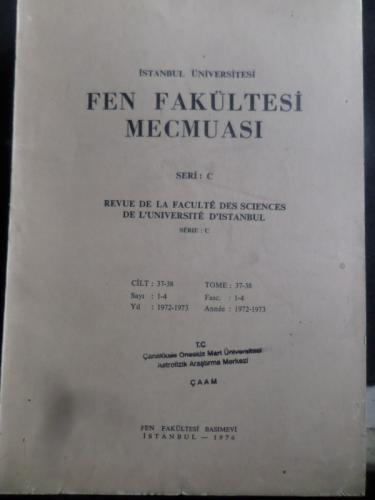 İSTANBUL ÜNİVERSİTESİ
FEN FAKÜLTESİ
MECMUASI
SERİ : C
REVUE DE LA FACULTÉ DES SCIENCES
DE L'UNIVERSITÉ D'ISTANBUL
SÉRIE : C
CİLT : 37-38 TOME : 37-38
Sayı : 1-4 Fasc. : 1-4
Yıl : 1972-1973 Année : 1972-1973
T.C
Çanakkale Onsekiz Mart Üniversitesi
Astrofizik Araştırma Merkezi
ÇAAM
FEN FAKÜLTESİ BASIMEVİ
İSTANBUL — 1976